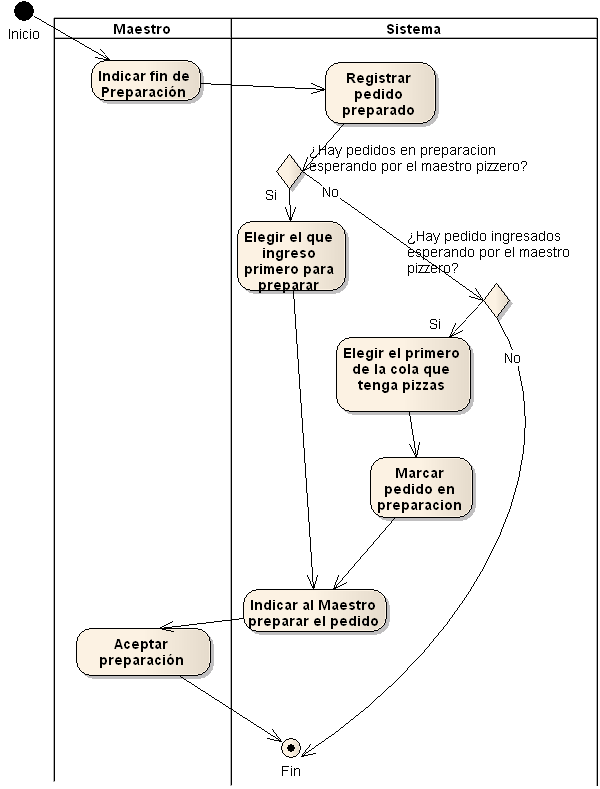 Inicio
Maestro
Sistema
Indicar fin de
Preparación
Registrar
pedido
preparado
¿Hay pedidos en preparacion
esperando por el maestro pizzero?
Si
No
Elegir el que
ingreso
primero para
preparar
¿Hay pedido ingresados
esperando por el maestro
pizzero?
Si
No
Elegir el primero
de la cola que
tenga pizzas
Marcar
pedido en
preparacion
Indicar al Maestro
preparar el pedido
Aceptar
preparación
Fin